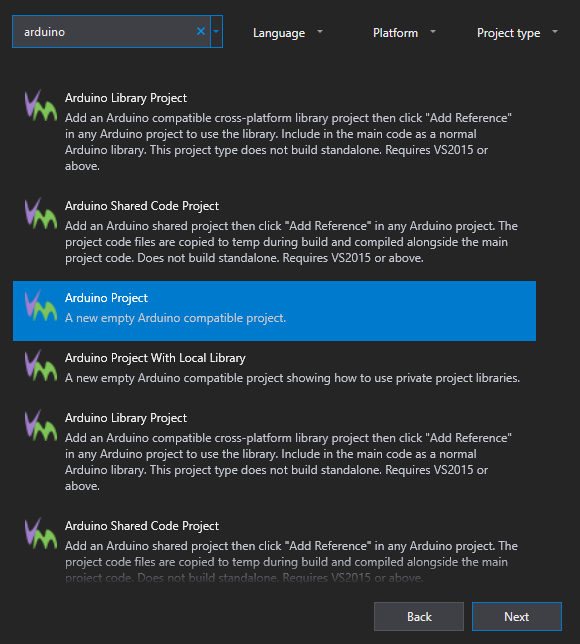 arduino
Language
Platform
Project type
Arduino Library Project
Add an Arduino compatible cross-platform library project then click "Add Reference"
in any Arduino project to use the library. Include in the main code as a normal
Arduino library. This project type does not build standalone. Requires VS2015 or
above.
Arduino Shared Code Project
Add an Arduino shared project then click "Add Reference" in any Arduino project. The
project code files are copied to temp during build and compiled alongside the main
project code. Does not build standalone. Requires VS2015 or above.
Arduino Project
A new empty Arduino compatible project.
Arduino Project With Local Library
A new empty Arduino compatible project showing how to use private project libraries.
Arduino Library Project
Add an Arduino compatible cross-platform library project then click "Add Reference"
in any Arduino project to use the library. Include in the main code as a normal
Arduino library. This project type does not build standalone. Requires VS2015 or
above.
Arduino Shared Code Project
Add an Arduino shared project then click "Add Reference" in any Arduino project. The
project code files are copied to temp during build and compiled alongside the main
project code. Does not build standalone. Requires VS2015 or above.
Back
Next